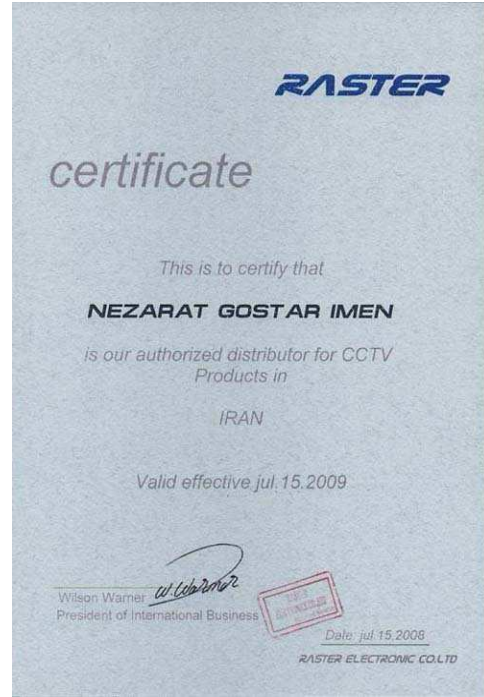 RASTER
certificate
This is to certify that
NEZARAT GOSTAR IMEN
is our authorized distributor for CCTV
Products in
IRAN
Valid effective jul.15.2009
Wilson Warner W.Warner
President of International Business
Date: jul 15,2008
RASTER ELECTRONIC CO.LTD